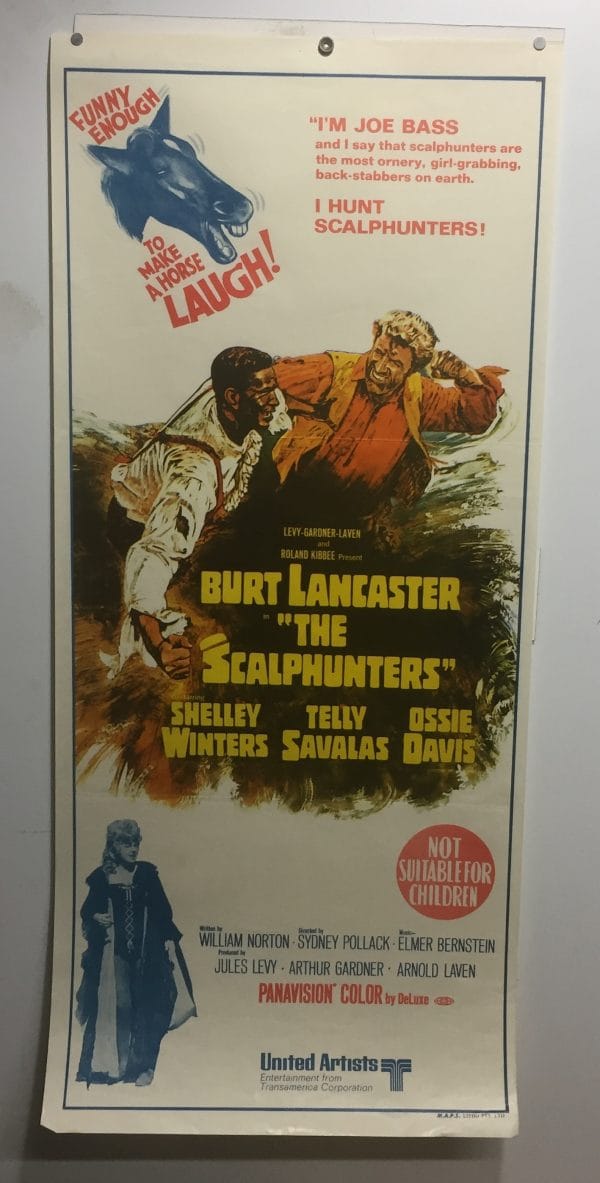 FUNNY
ENOUGH
TO
MAKE
A HORSE
LAUGH!
"I'M JOE BASS
and I say that scalphunters are
the most ornery, girl-grabbing,
back-stabbers on earth.
I HUNT
SCALPHUNTERS!
LEVY-GARDNER-LAVEN
and
ROLAND KIBBEE Present
BURT LANCASTER
in "THE
SCALPHUNTERS"
SHELLEY WINTERS
TELLY SAVALAS
OSSIE DAVIS
NOT
SUITABLE FOR
CHILDREN
Written by WILLIAM NORTON · Directed by SYDNEY POLLACK · Music- ELMER BERNSTEIN
Produced by JULES LEVY · ARTHUR GARDNER · ARNOLD LAVEN
PANAVISION® COLOR by DeLuxe
United Artists
Entertainment from
Transamerica Corporation
M.A.P.S. LITHO PTY. LTD